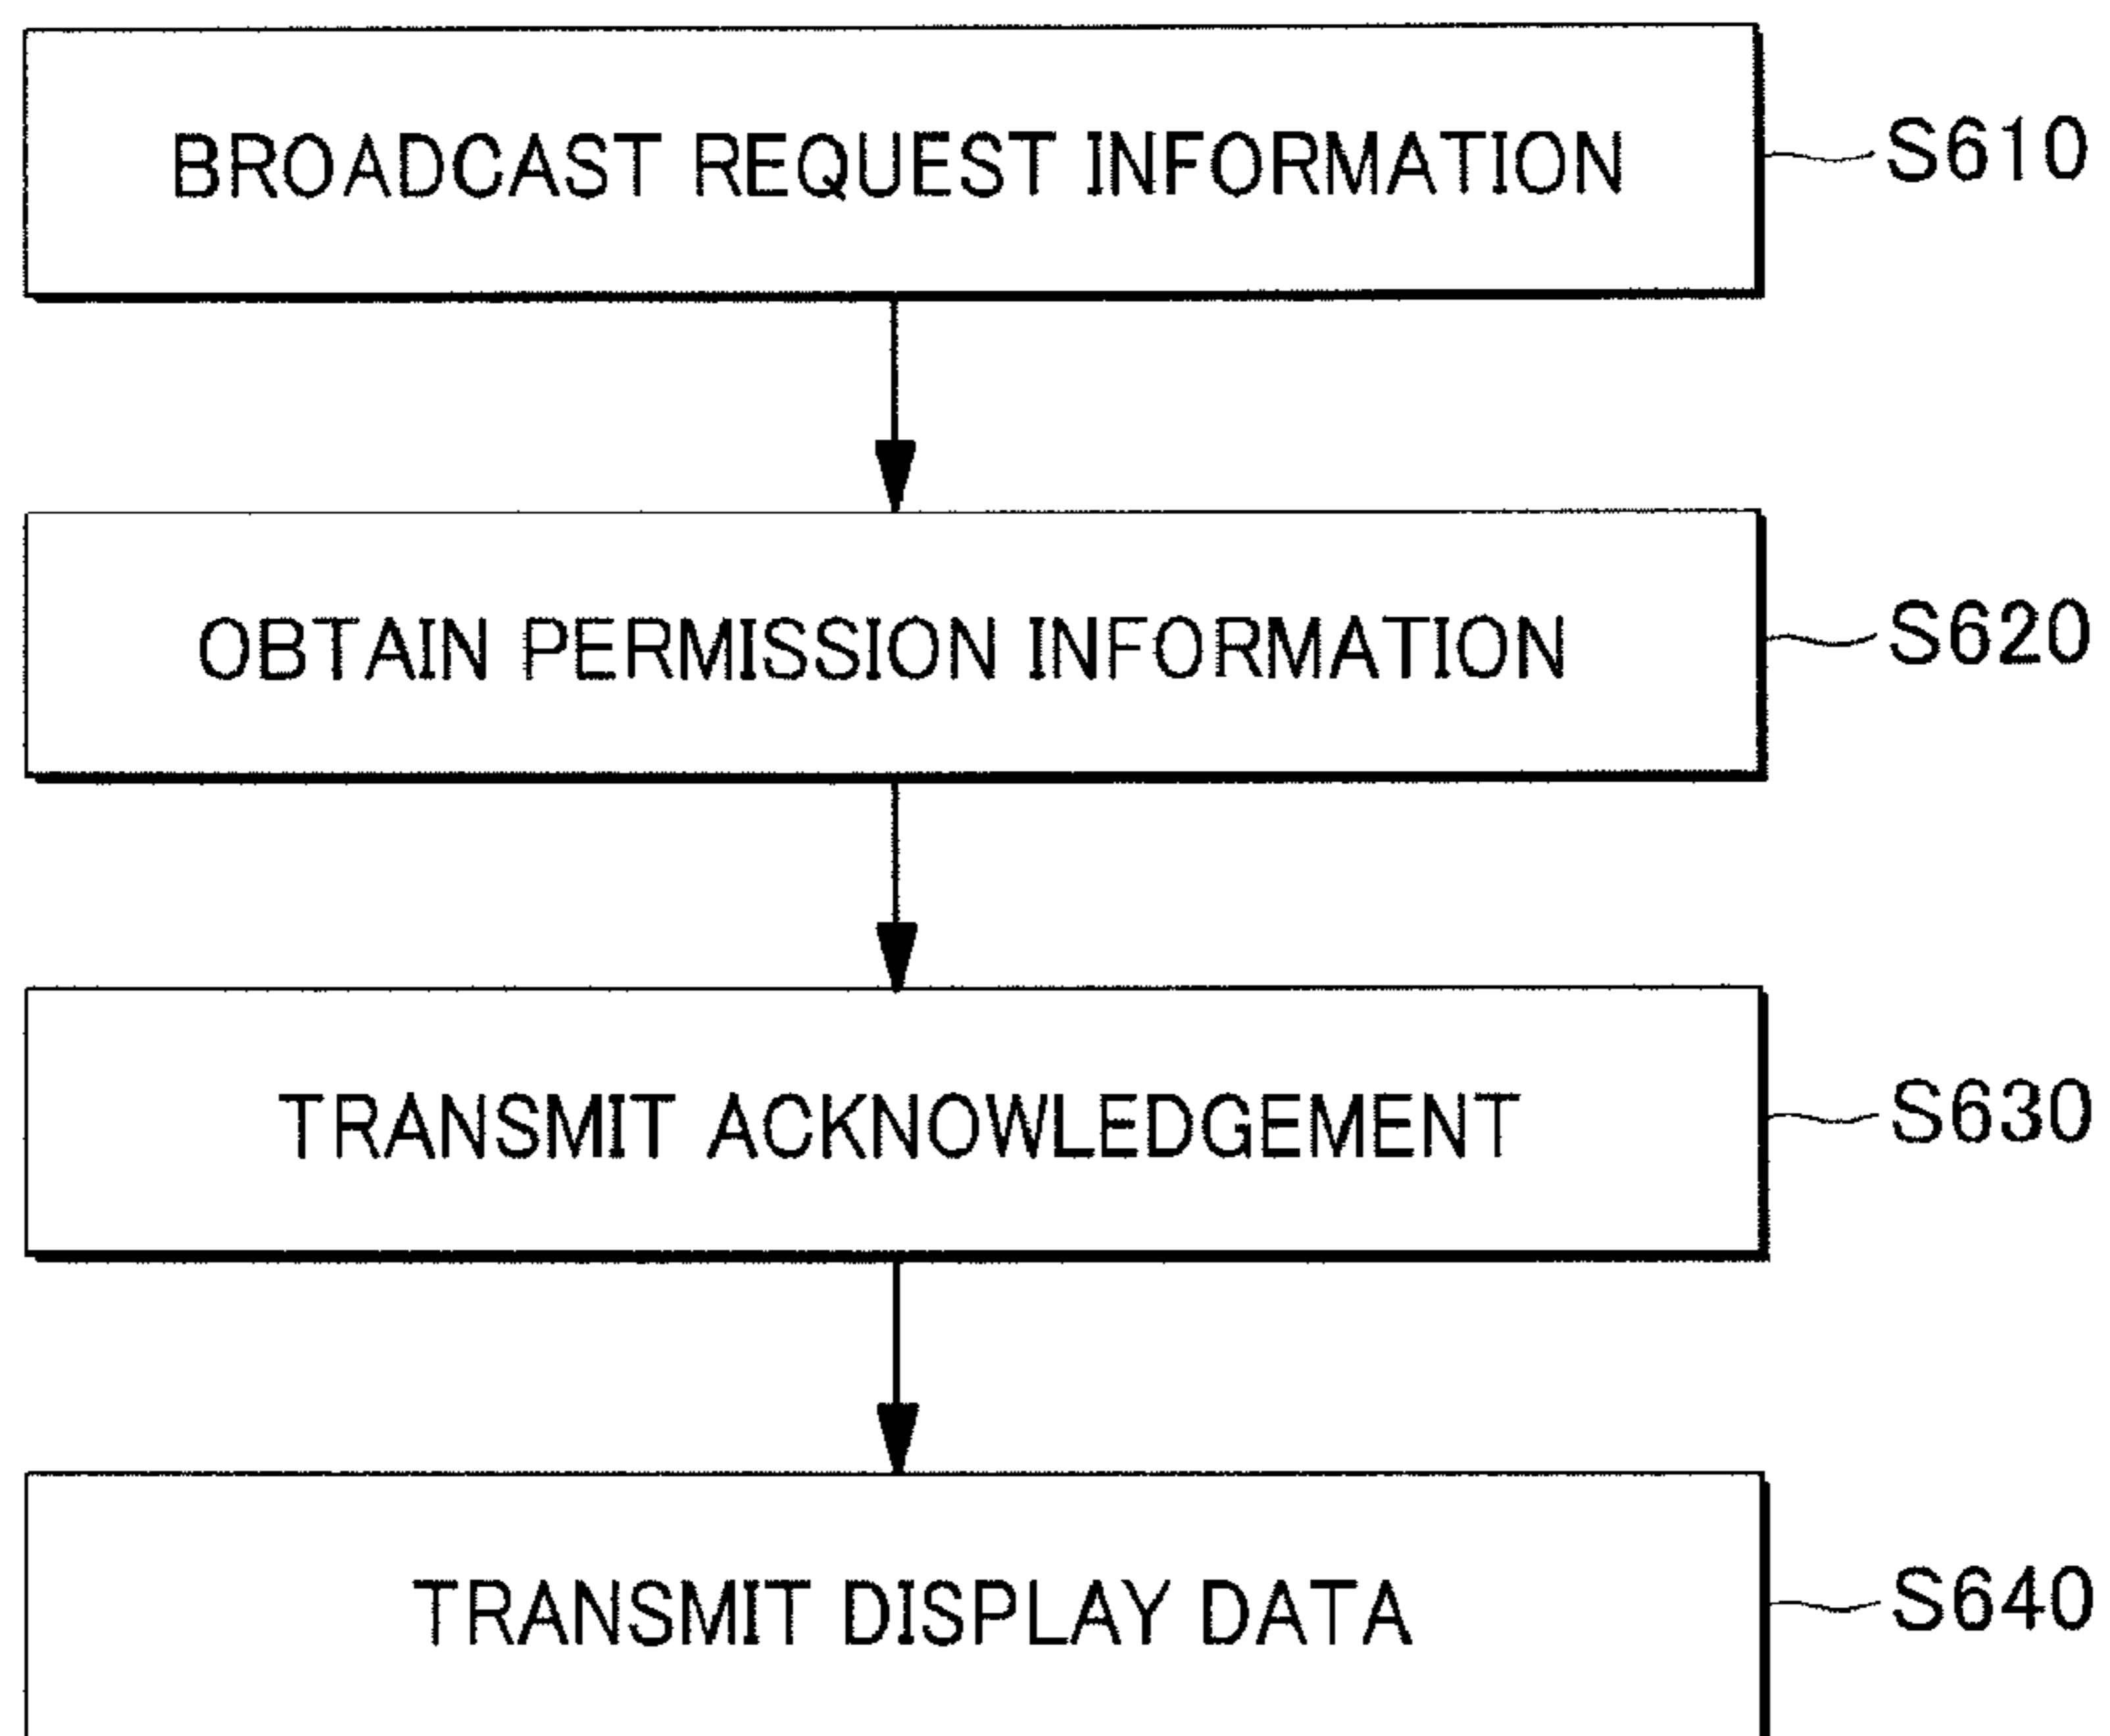 BROADCAST REQUEST INFORMATION S610
OBTAIN PERMISSION INFORMATION S620
TRANSMIT ACKNOWLEDGEMENT S630
TRANSMIT DISPLAY DATA S640